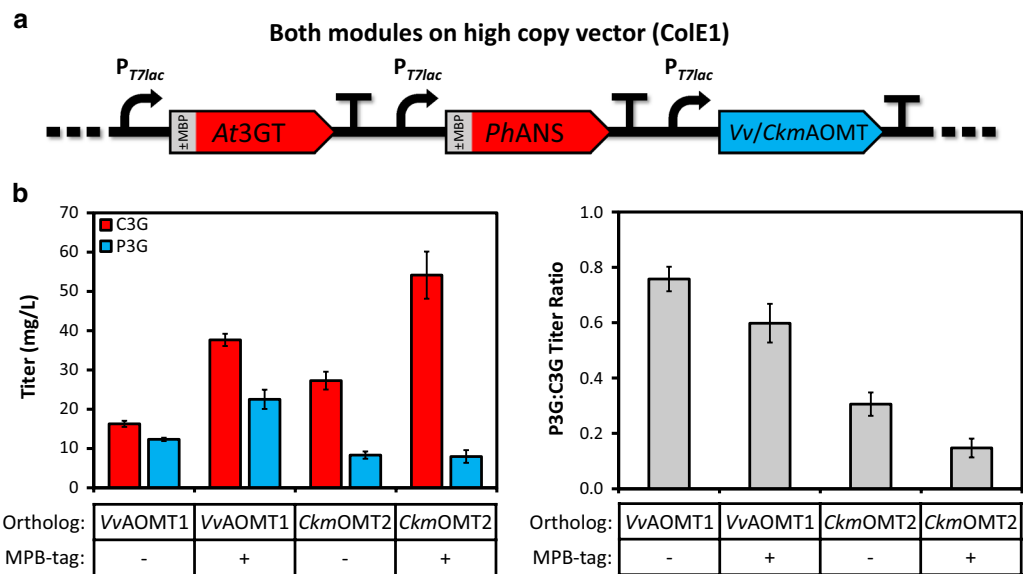 a
Both modules on high copy vector (ColE1)
PT7lac PT7lac PT7lac
±MBP At3GT ±MBP PhANS Vv/CkmAOMT
b
Titer (mg/L)
70
60
50
40
30
20
10
0
C3G
P3G
Ortholog: VvAOMT1 VvAOMT1 CkmOMT2 CkmOMT2
MPB-tag: - + - +
P3G:C3G Titer Ratio
1.0
0.8
0.6
0.4
0.2
0.0
Ortholog: VvAOMT1 VvAOMT1 CkmOMT2 CkmOMT2
MPB-tag: - + - +